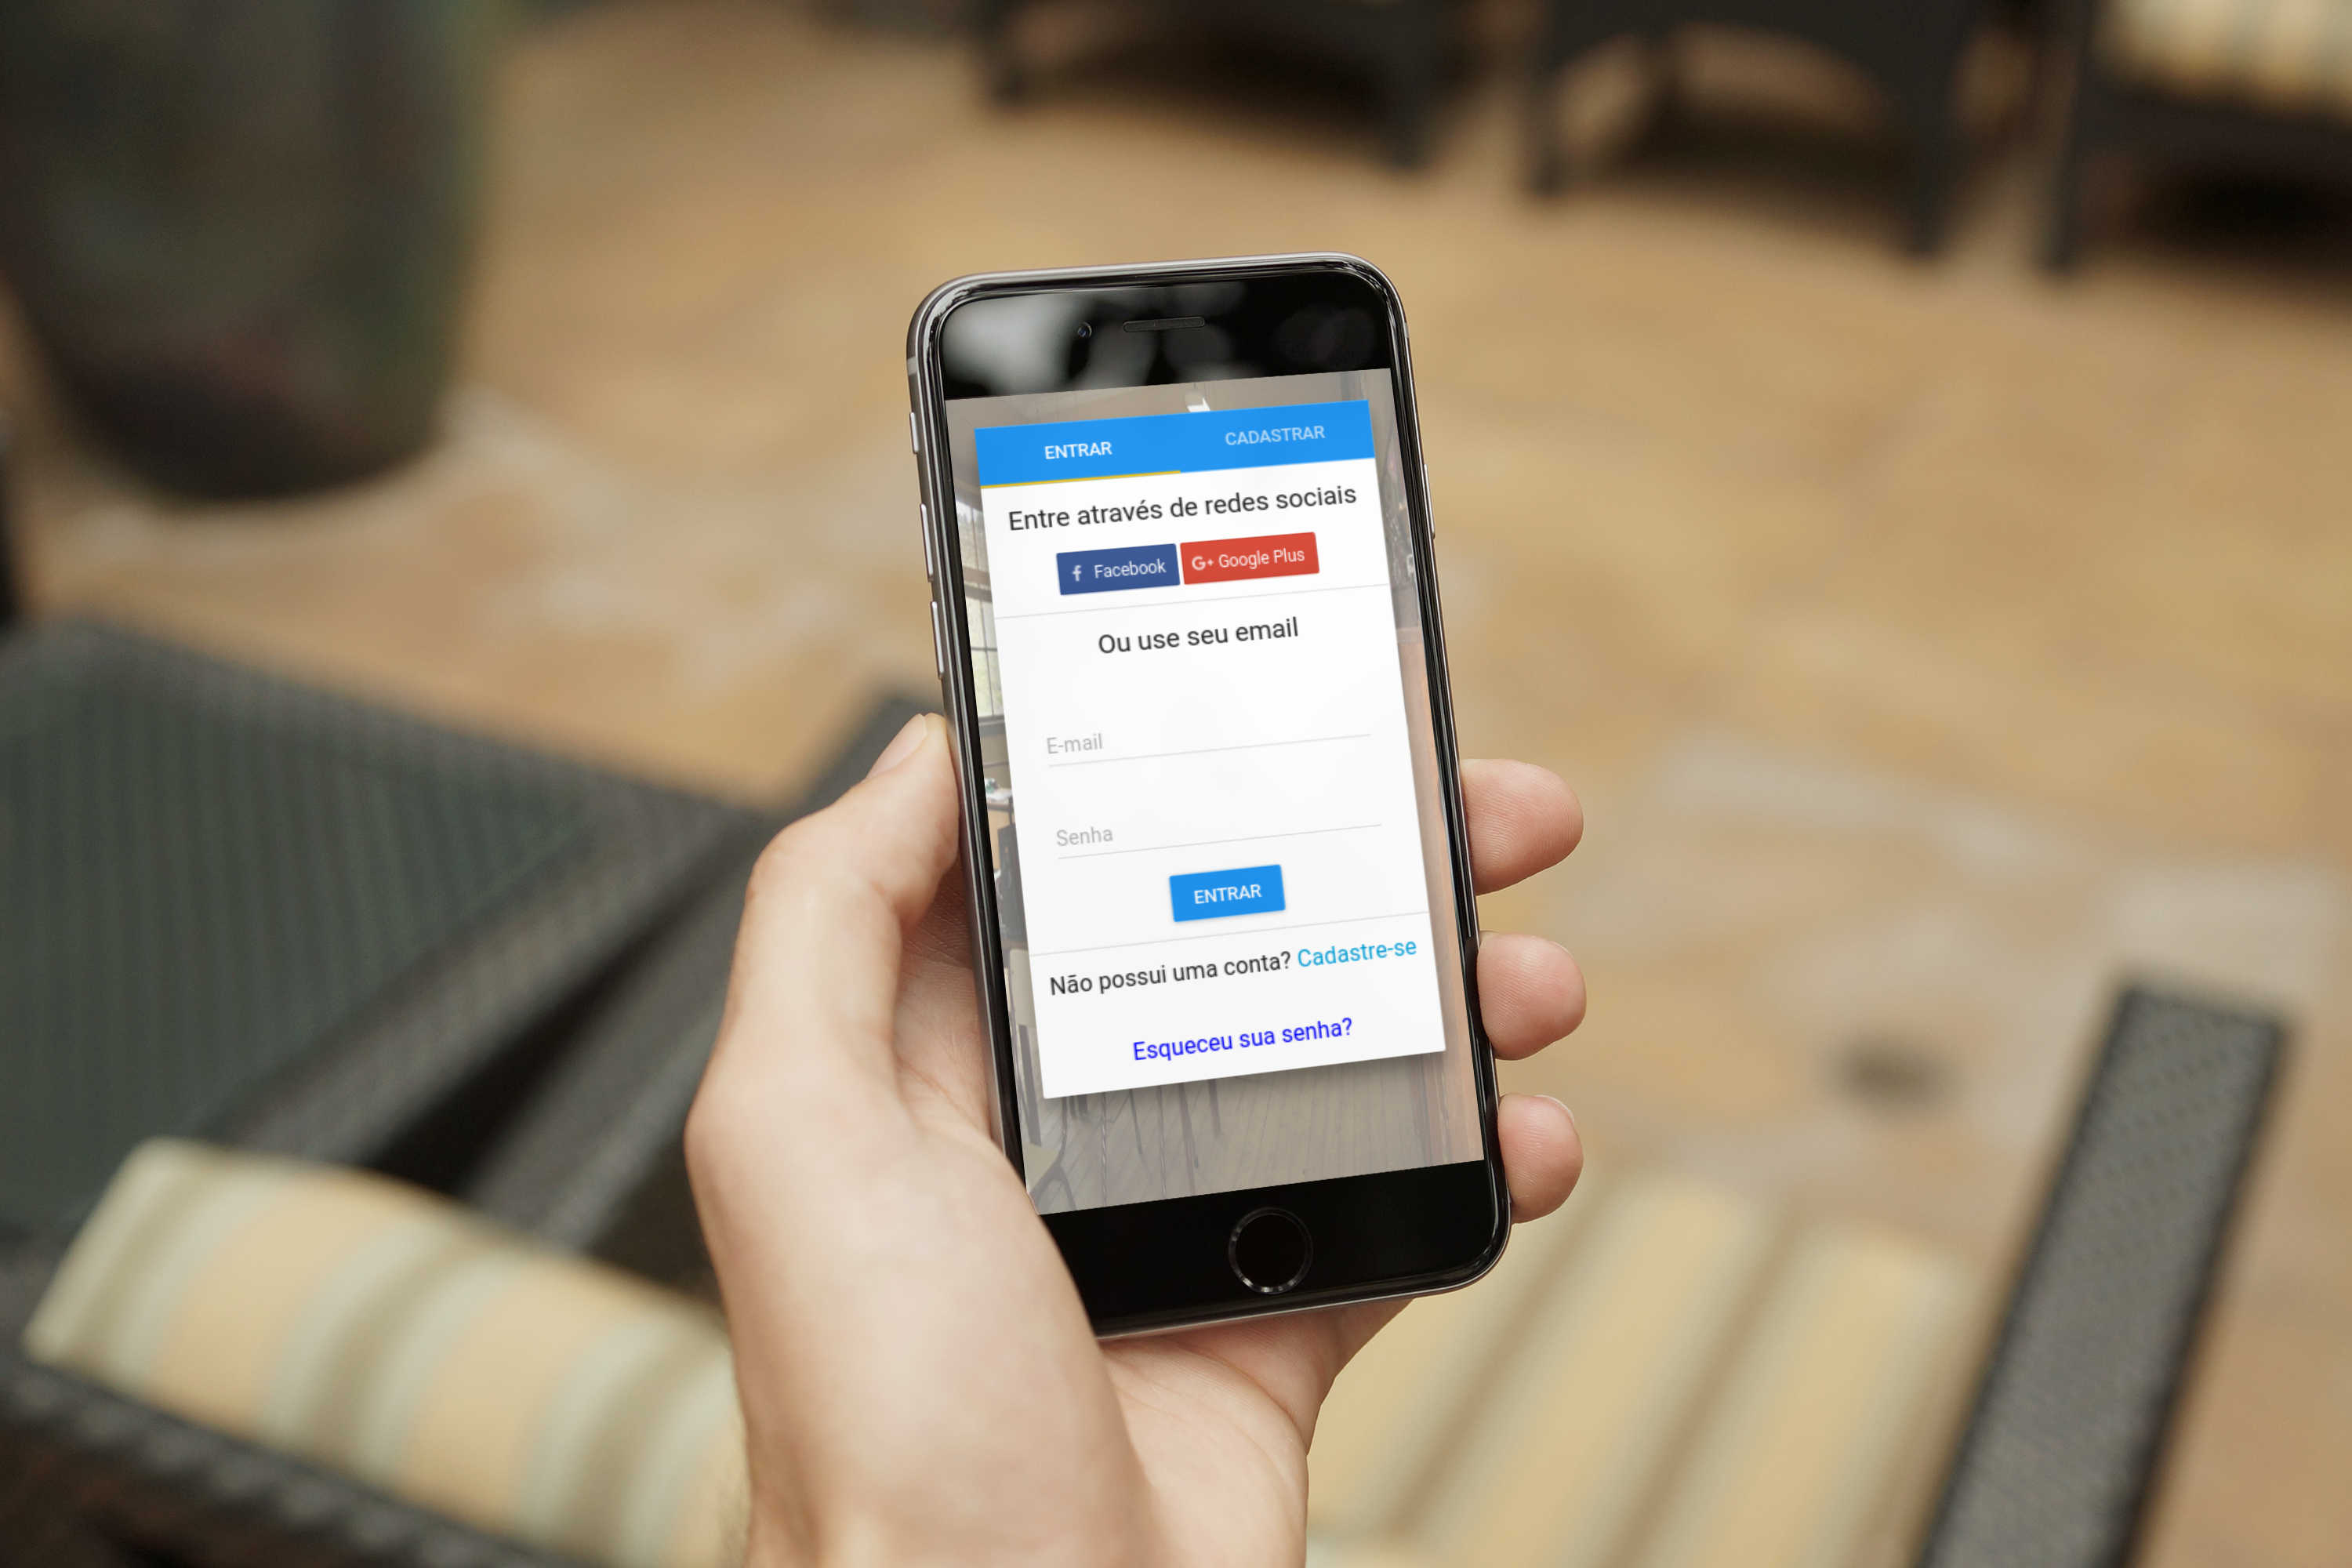 ENTRAR CADASTRAR
Entre através de redes sociais
f Facebook G+ Google Plus
Ou use seu email
E-mail
Senha
ENTRAR
Não possui uma conta? Cadastre-se
Esqueceu sua senha?